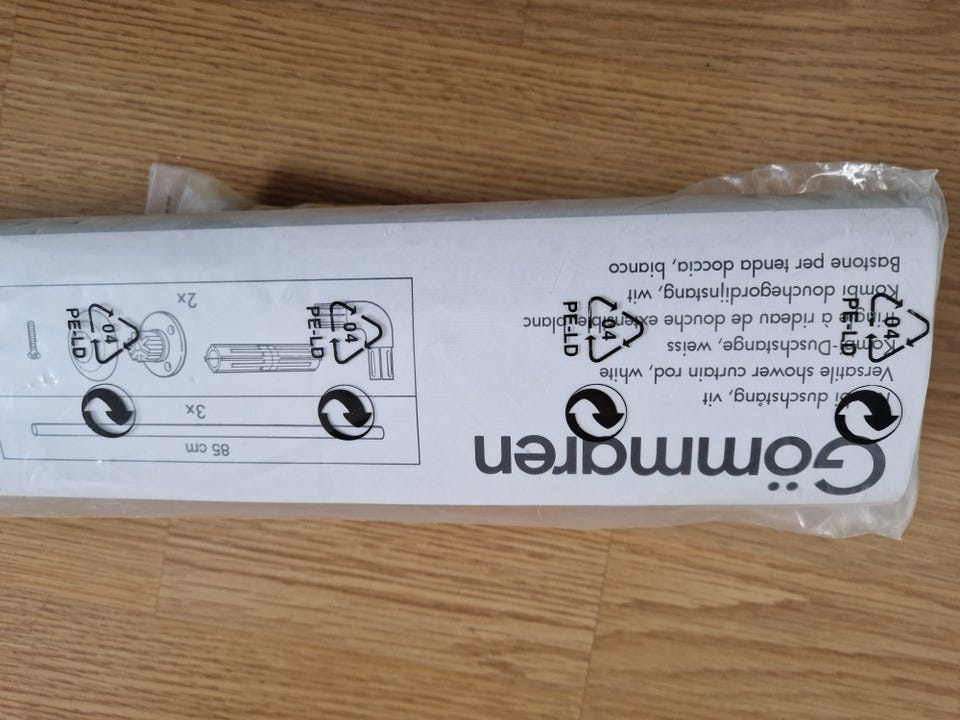 Gömmgren
duschstång, vit
Versatile shower curtain rod, white
Kombi-Duschstange, weiss
Tringle à rideau de douche extensible blanc
Kombi douchegordijnstang, wit
Bastone per tenda doccia, bianco
85 cm
3x
2x
04
PE-LD
04
PE-LD
04
PE-LD
04
PE-LD